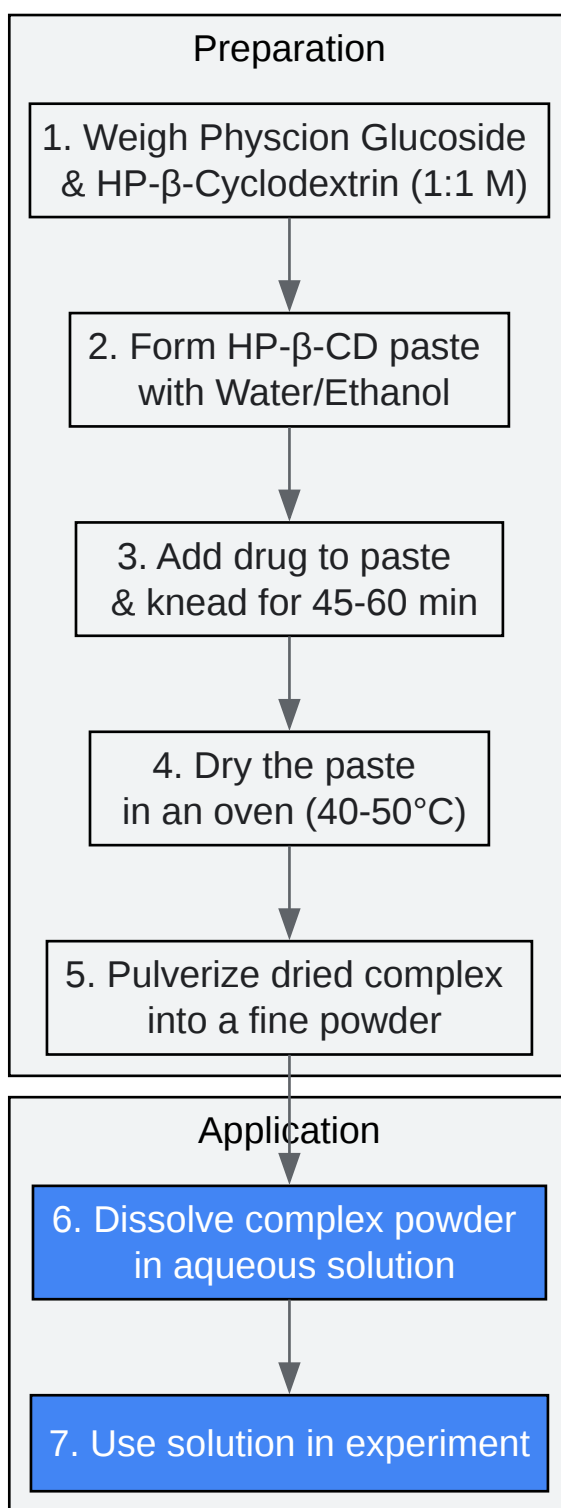 Preparation
1. Weigh Physcion Glucoside
& HP-β-Cyclodextrin (1:1 M)
2. Form HP-β-CD paste
with Water/Ethanol
3. Add drug to paste
& knead for 45-60 min
4. Dry the paste
in an oven (40-50°C)
5. Pulverize dried complex
into a fine powder
Application
6. Dissolve complex powder
in aqueous solution
7. Use solution in experiment